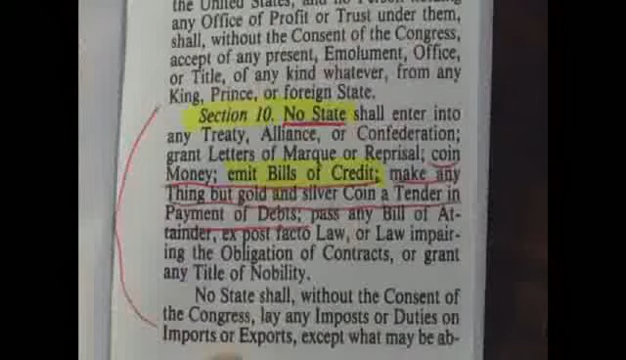 the United States, and no Person holding
any Office of Profit or Trust under them,
shall, without the Consent of the Congress,
accept of any present, Emolument, Office,
or Title, of any kind whatever, from any
King, Prince, or foreign State.
Section 10. No State shall enter into
any Treaty, Alliance, or Confederation;
grant Letters of Marque or Reprisal; coin
Money; emit Bills of Credit; make any
Thing but gold and silver Coin a Tender in
Payment of Debts; pass any Bill of At-
tainder, ex post facto Law, or Law impair-
ing the Obligation of Contracts, or grant
any Title of Nobility.
No State shall, without the Consent of
the Congress, lay any Imposts or Duties on
Imports or Exports, except what may be ab-